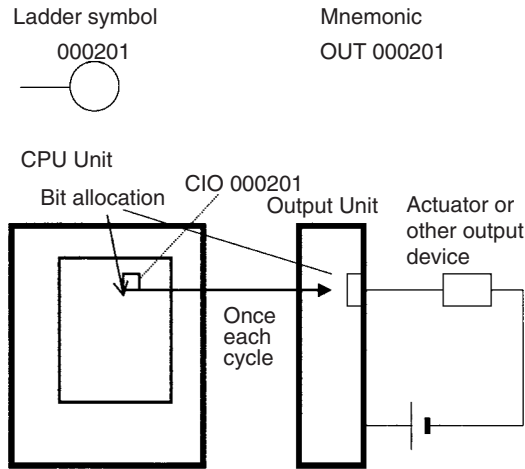 Ladder symbol
Mnemonic
000201
OUT 000201
CPU Unit
Bit allocation
CIO 000201
Output Unit
Actuator or
other output
device
Once
each
cycle